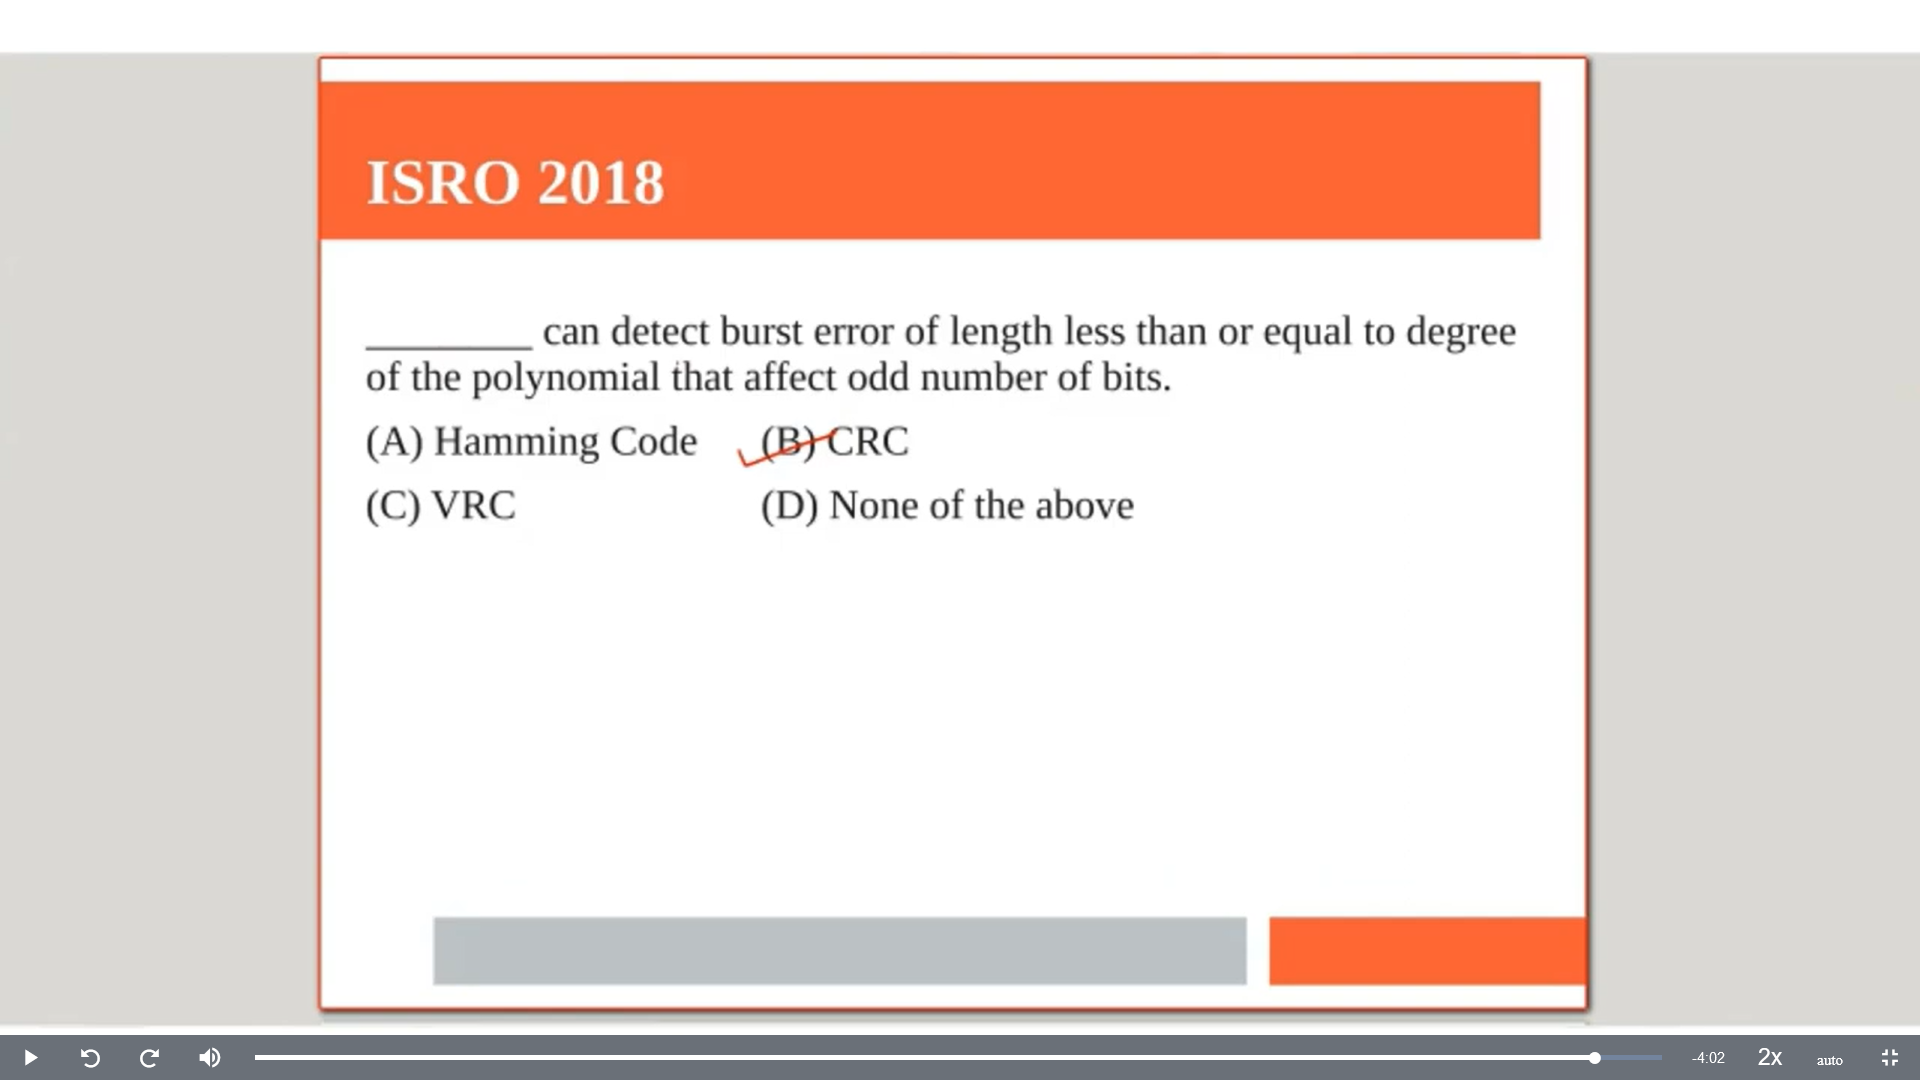 ISRO 2018
________ can detect burst error of length less than or equal to degree
of the polynomial that affect odd number of bits.
(A) Hamming Code (B) CRC
(C) VRC (D) None of the above
-4:02 2x auto